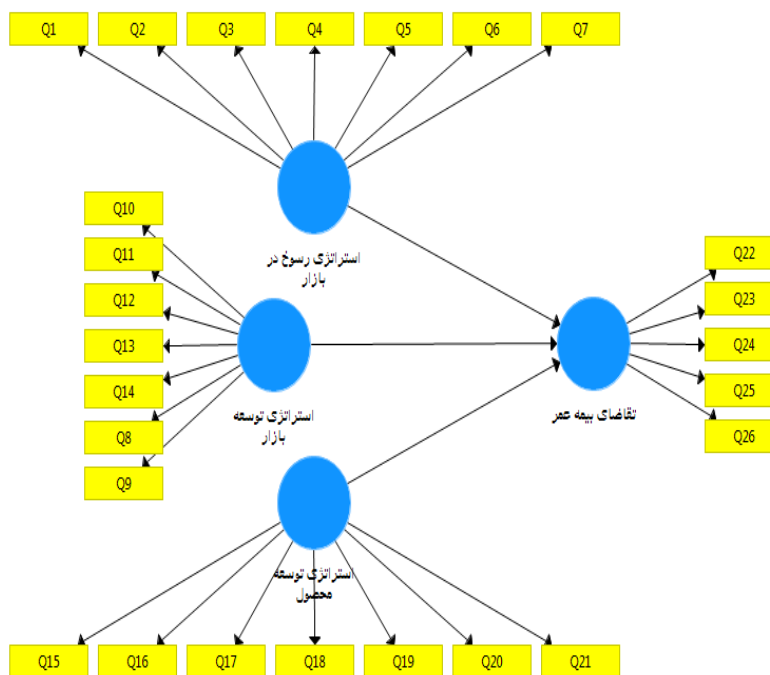 Q1
Q2
Q3
Q4
Q5
Q6
Q7
استراتژی رسوخ در
بازار
Q10
Q11
Q12
Q13
Q14
Q8
Q9
استراتژی توسعه
بازار
تقاضای بیمه عمر
Q22
Q23
Q24
Q25
Q26
استراتژی توسعه
محصول
Q15
Q16
Q17
Q18
Q19
Q20
Q21